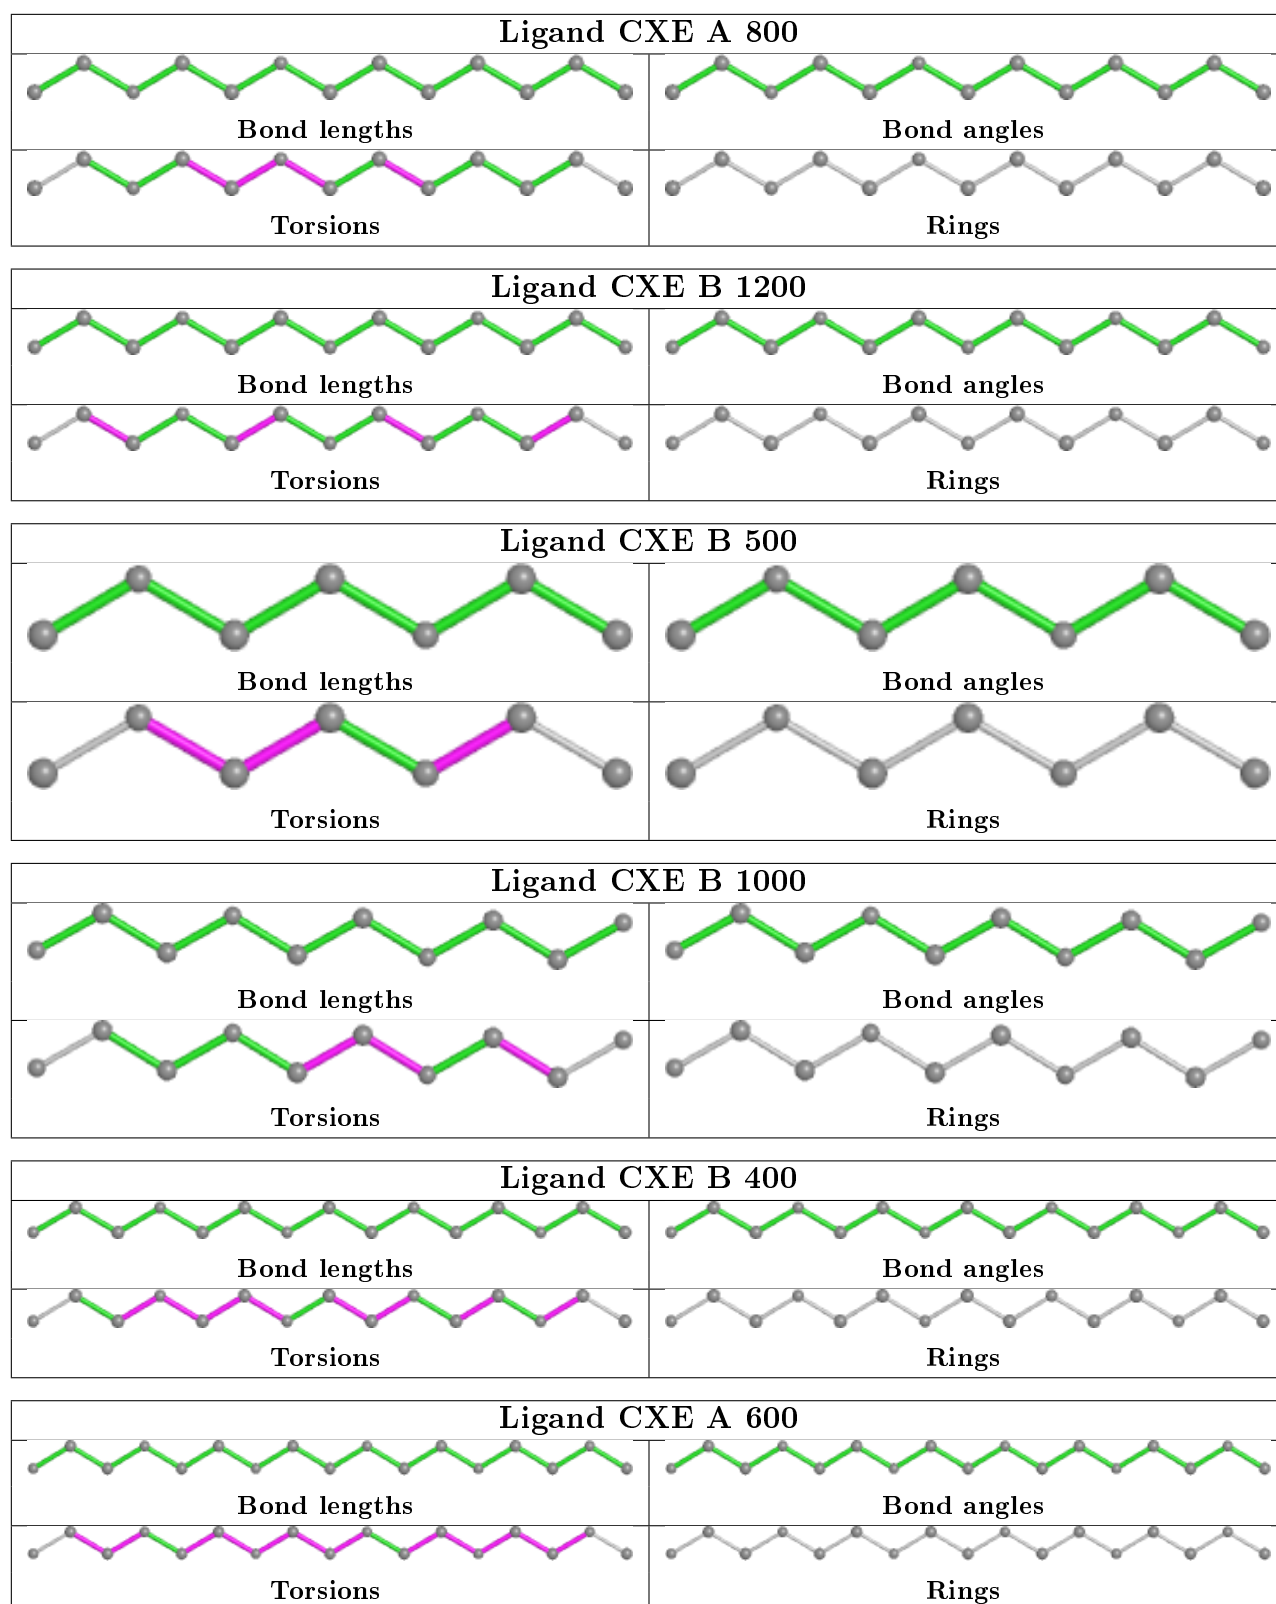 Ligand CXE A 800
Bond lengths
Bond angles
Torsions
Rings
Ligand CXE B 1200
Bond lengths
Bond angles
Torsions
Rings
Ligand CXE B 500
Bond lengths
Bond angles
Torsions
Rings
Ligand CXE B 1000
Bond lengths
Bond angles
Torsions
Rings
Ligand CXE B 400
Bond lengths
Bond angles
Torsions
Rings
Ligand CXE A 600
Bond lengths
Bond angles
Torsions
Rings